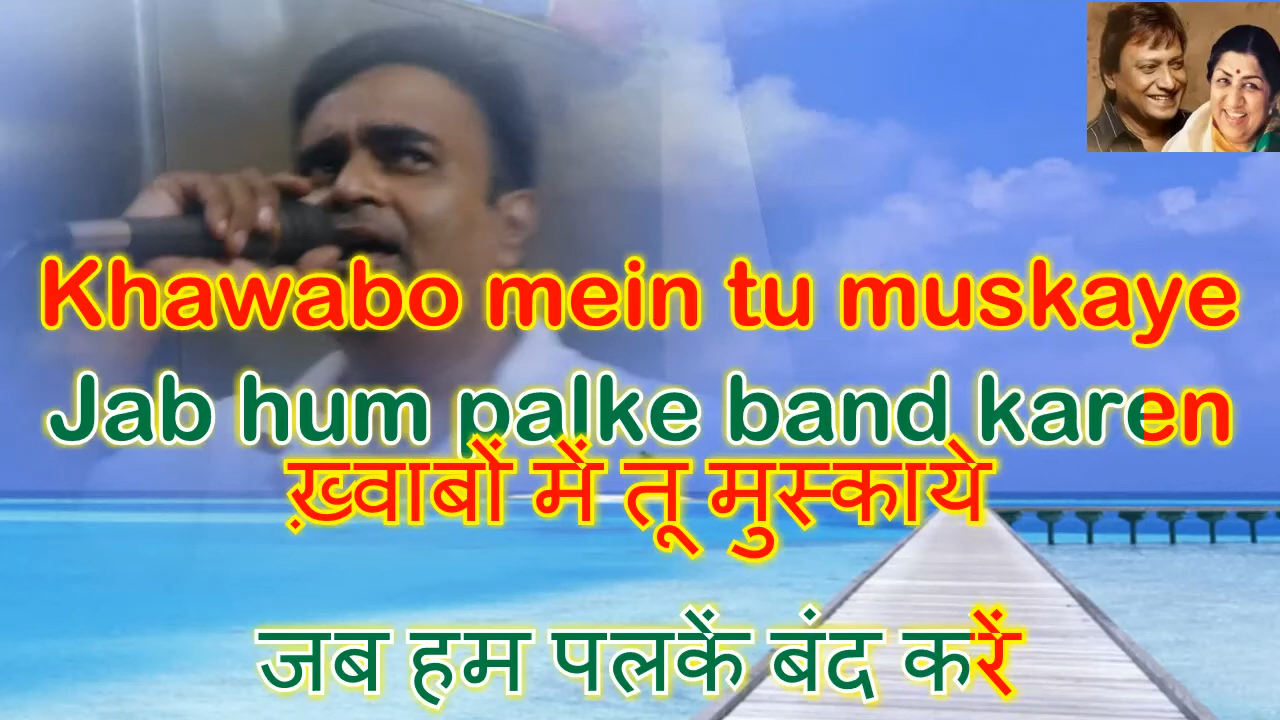 Khawabo mein tu muskaye
Jab hum palke band karen
ख़्वाबों में तू मुस्काये
जब हम पलकें बंद करें